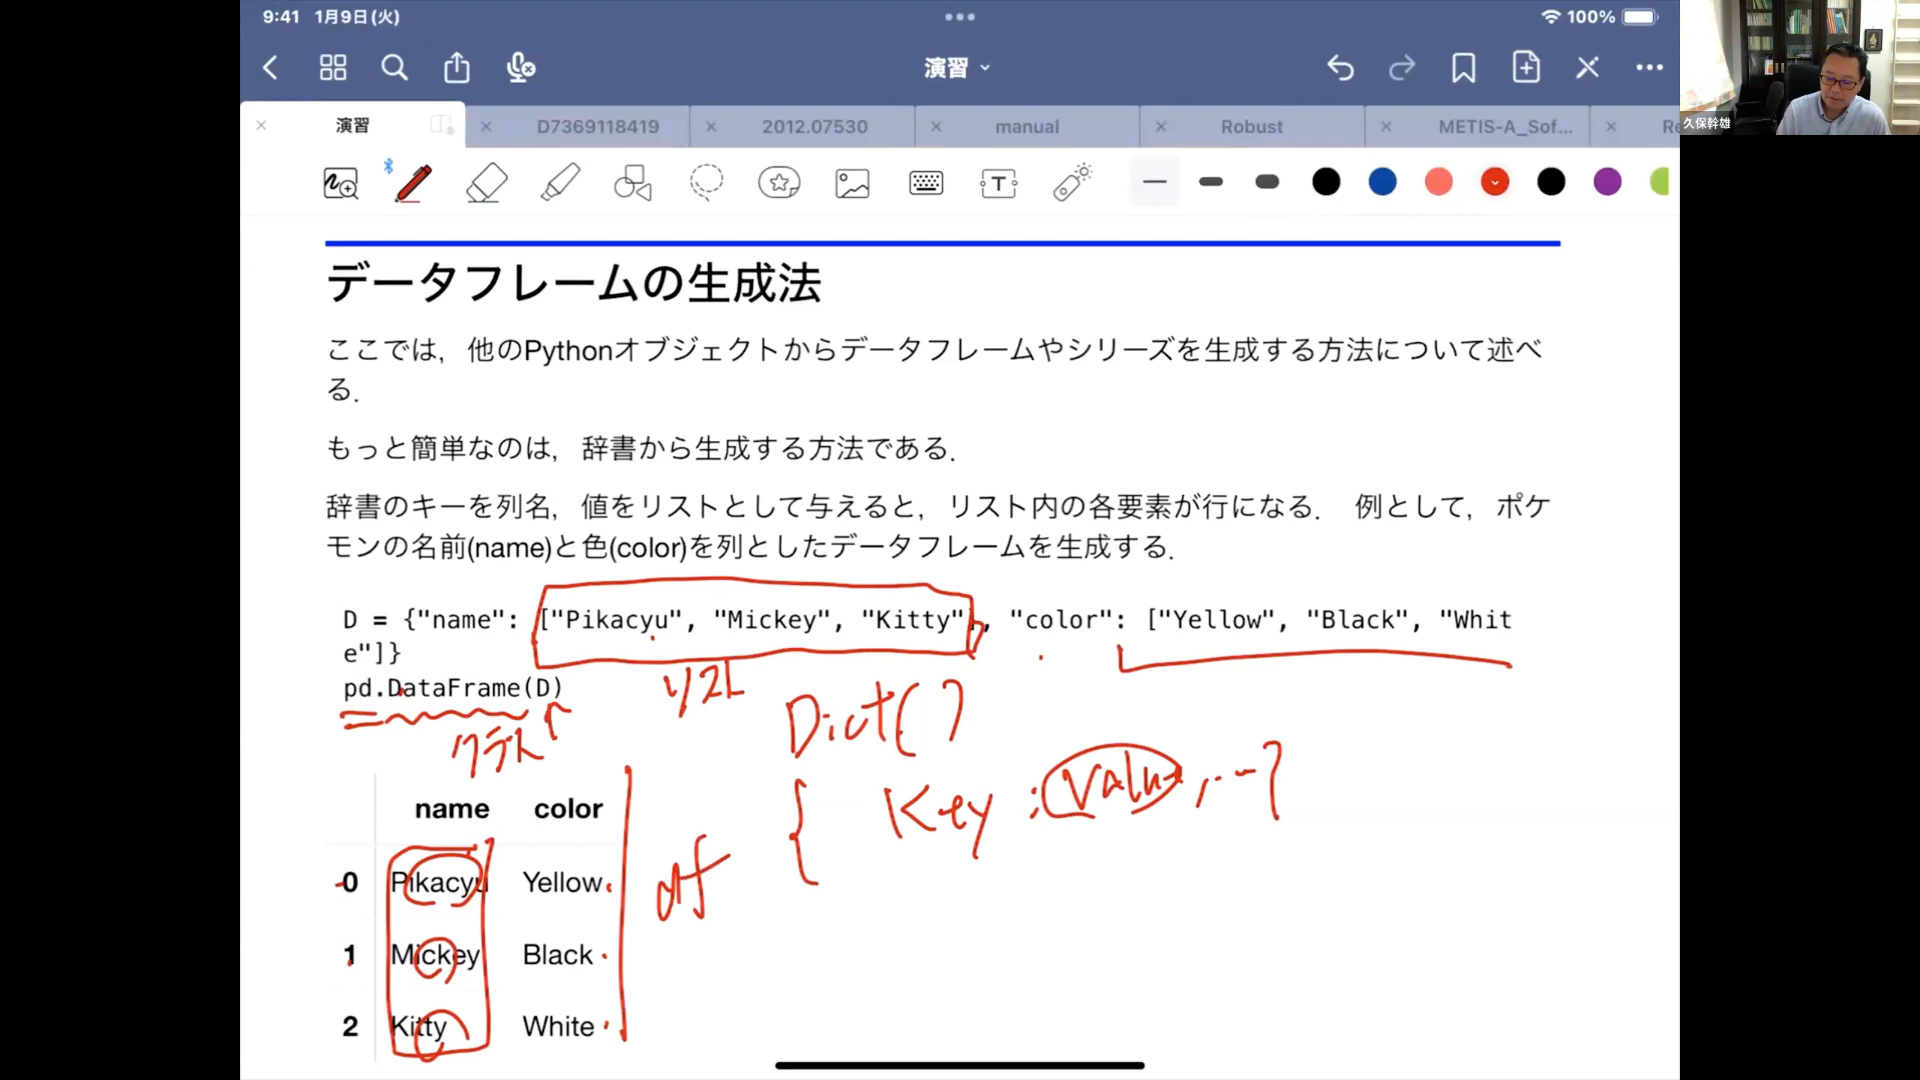 9:41 1月9日(火)
100%
演習
久保幹雄
演習 D7369118419 2012.07530 manual Robust METIS-A_Sof... Re
T
データフレームの生成法
ここでは，他のPythonオブジェクトからデータフレームやシリーズを生成する方法について述べ
る．
もっと簡単なのは，辞書から生成する方法である．
辞書のキーを列名，値をリストとして与えると，リスト内の各要素が行になる． 例として，ポケ
モンの名前(name)と色(color)を列としたデータフレームを生成する．
D = {"name": ["Pikacyu", "Mickey", "Kitty"], "color": ["Yellow", "Black", "Whit
e"]}
pd.DataFrame(D)
リスト
Dict( )
クラス
{ Key : Value, -- }
df
name color
0 Pikacyu Yellow
1 Mickey Black
2 Kitty White